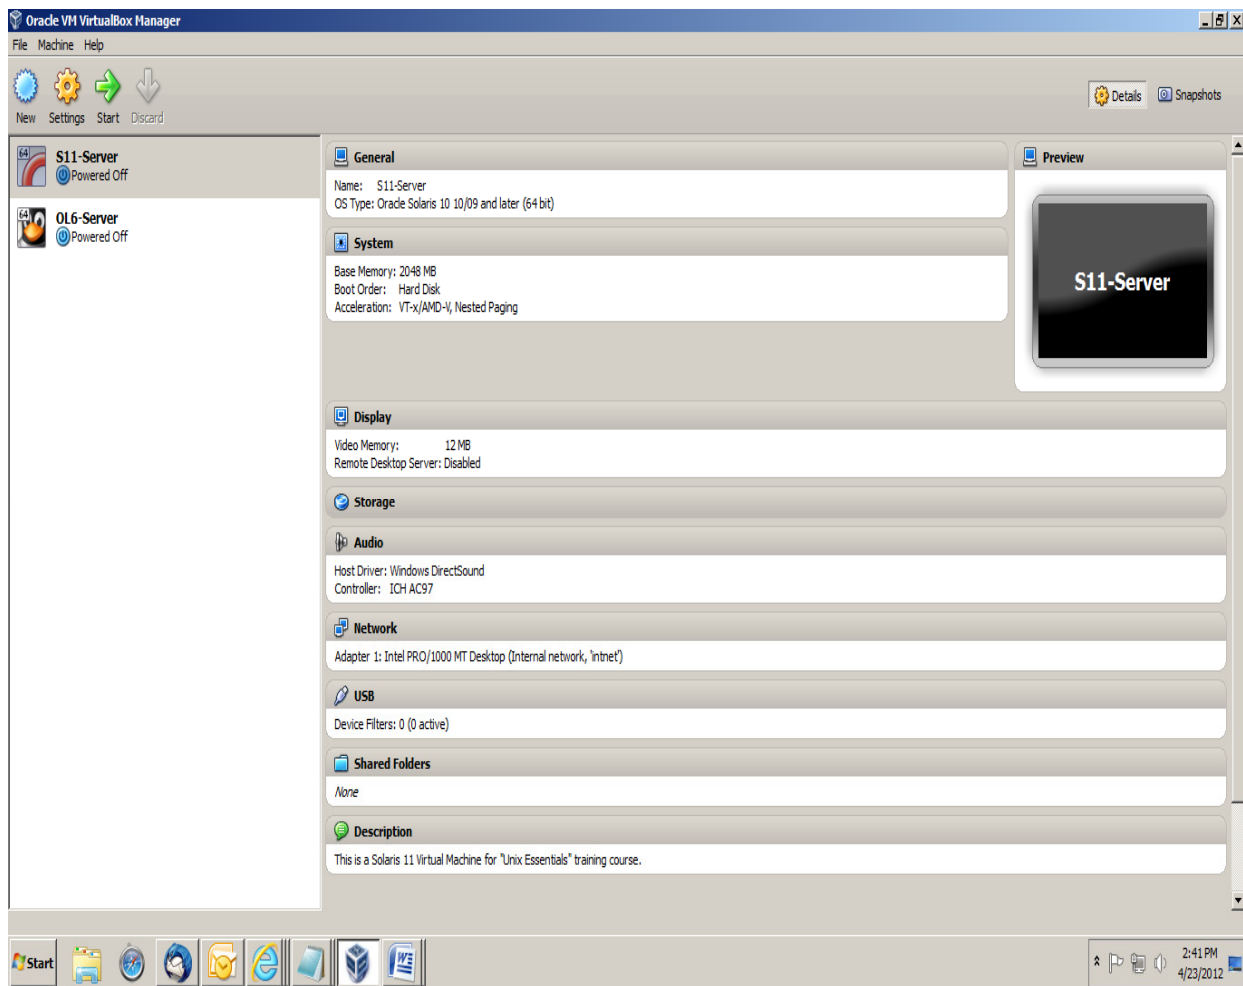 Oracle VM VirtualBox Manager
File Machine Help
New Settings Start Discard
Details Snapshots
64 S11-Server
Powered Off
64 OL6-Server
Powered Off
General
Name: S11-Server
OS Type: Oracle Solaris 10 10/09 and later (64 bit)
System
Base Memory: 2048 MB
Boot Order: Hard Disk
Acceleration: VT-x/AMD-V, Nested Paging
Preview
S11-Server
Display
Video Memory: 12 MB
Remote Desktop Server: Disabled
Storage
Audio
Host Driver: Windows DirectSound
Controller: ICH AC97
Network
Adapter 1: Intel PRO/1000 MT Desktop (Internal network, 'intnet')
USB
Device Filters: 0 (0 active)
Shared Folders
None
Description
This is a Solaris 11 Virtual Machine for "Unix Essentials" training course.
Start
2:41 PM
4/23/2012